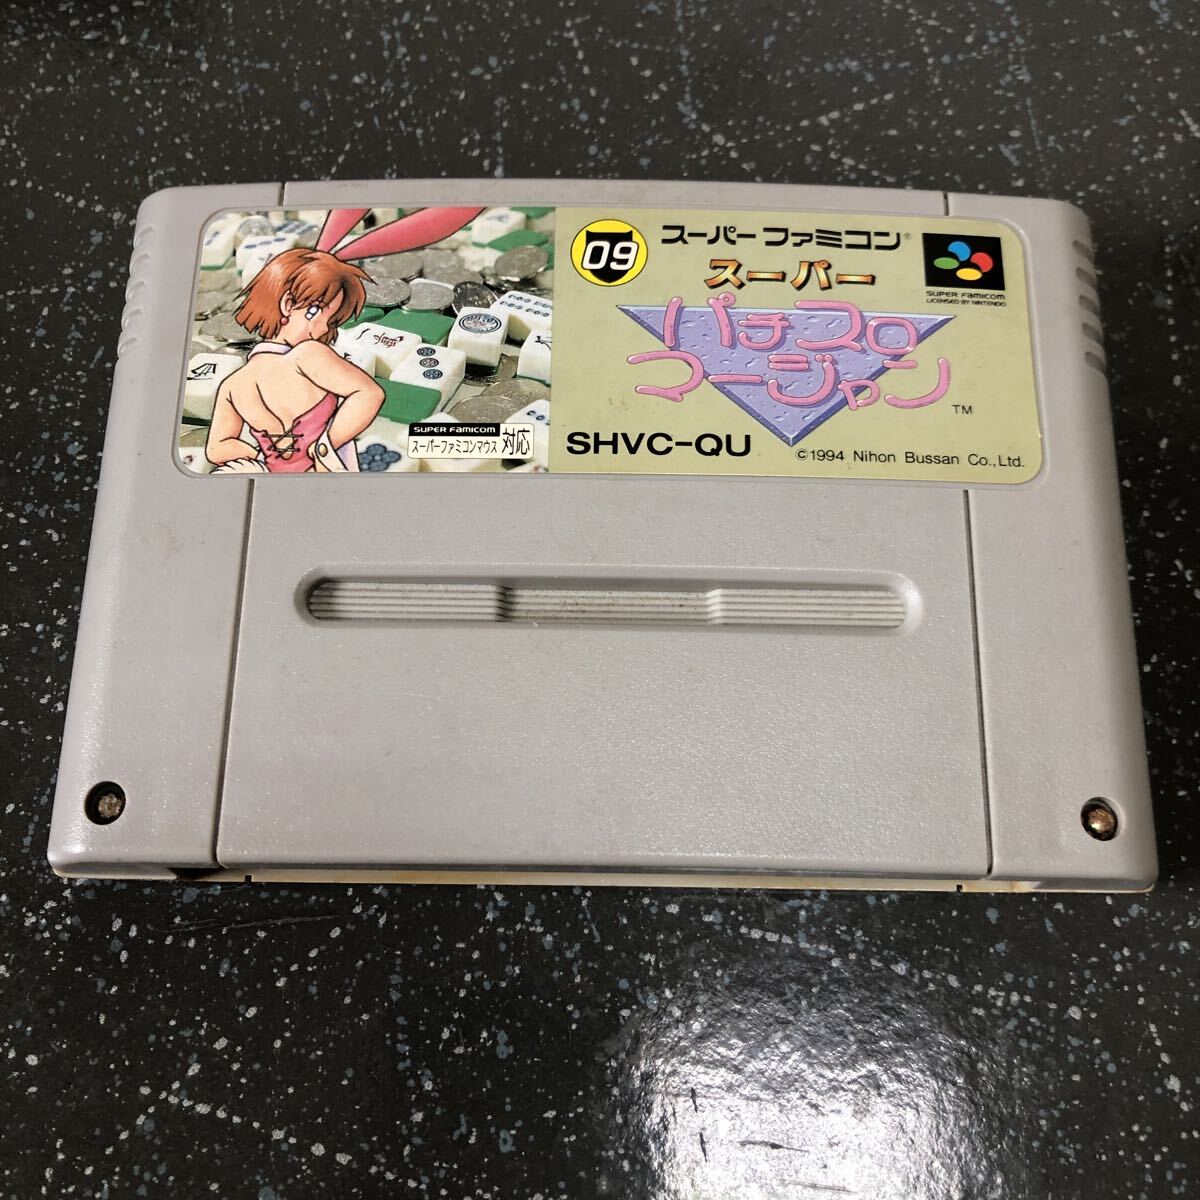 09
スーパーファミコン®
スーパー
パチスロ
マージャン
TM
SUPER FAMICOM
LICENSED BY NINTENDO
SUPER FAMICOM
スーパーファミコンマウス 対応
SHVC-QU
©1994 Nihon Bussan Co.,Ltd.